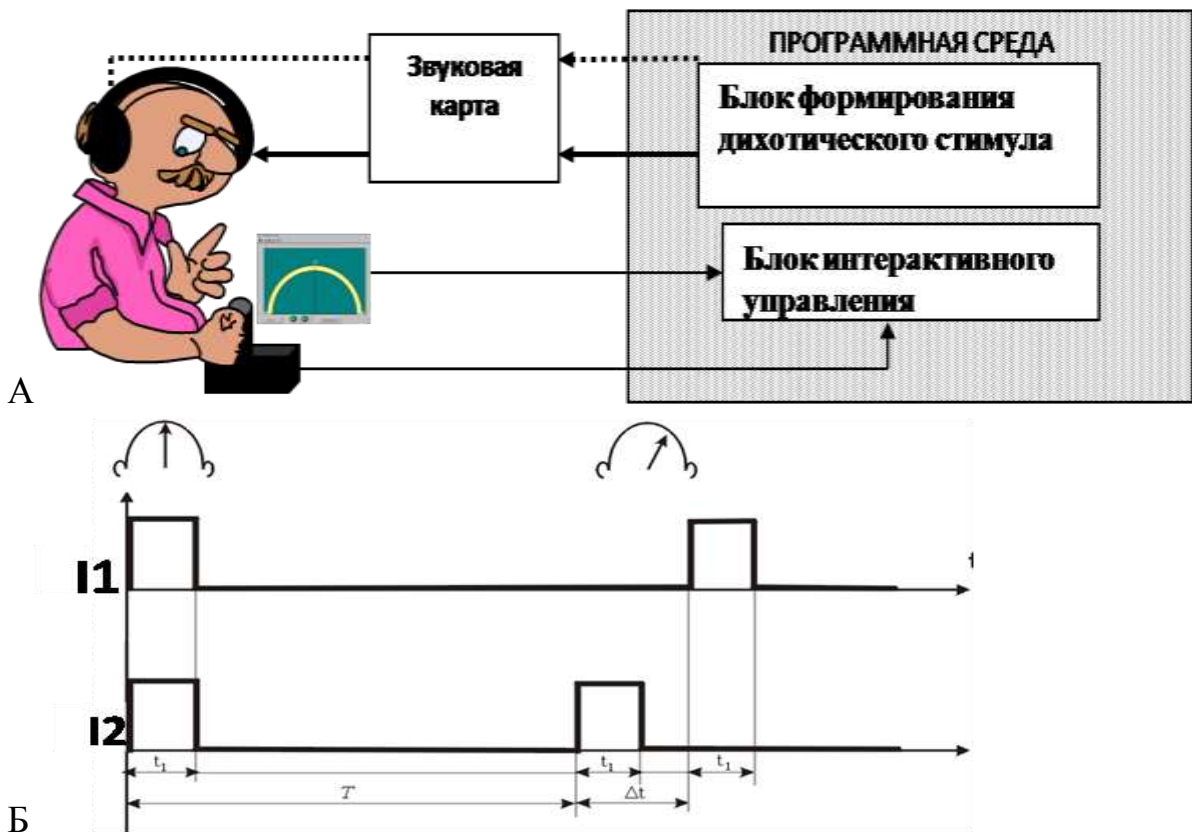 ПРОГРАММНАЯ СРЕДА
Звуковая
карта
Блок формирования
дихотического стимула
Блок интерактивного
управления
А
I1
t
I2
t₁
t₁
t₁
T
Δt
Б